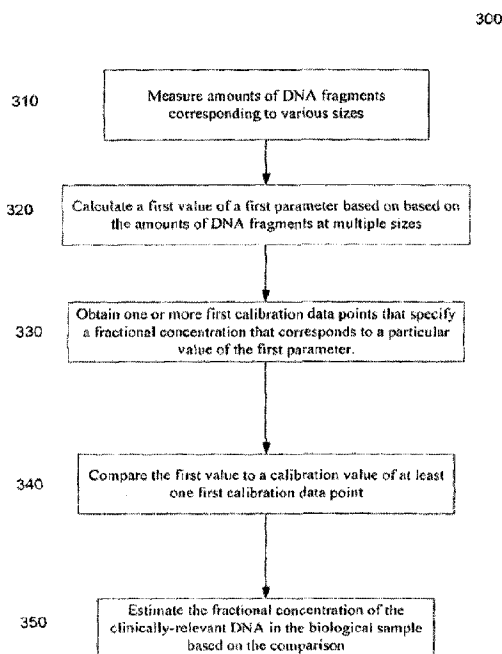 300
310
Measure amounts of DNA fragments
corresponding to various sizes
320
Calculate a first value of a first parameter based on based on
the amounts of DNA fragments at multiple sizes
330
Obtain one or more first calibration data points that specify
a fractional concentration that corresponds to a particular
value of the first parameter.
340
Compare the first value to a calibration value of at least
one first calibration data point
350
Estimate the fractional concentration of the
clinically-relevant DNA in the biological sample
based on the comparison